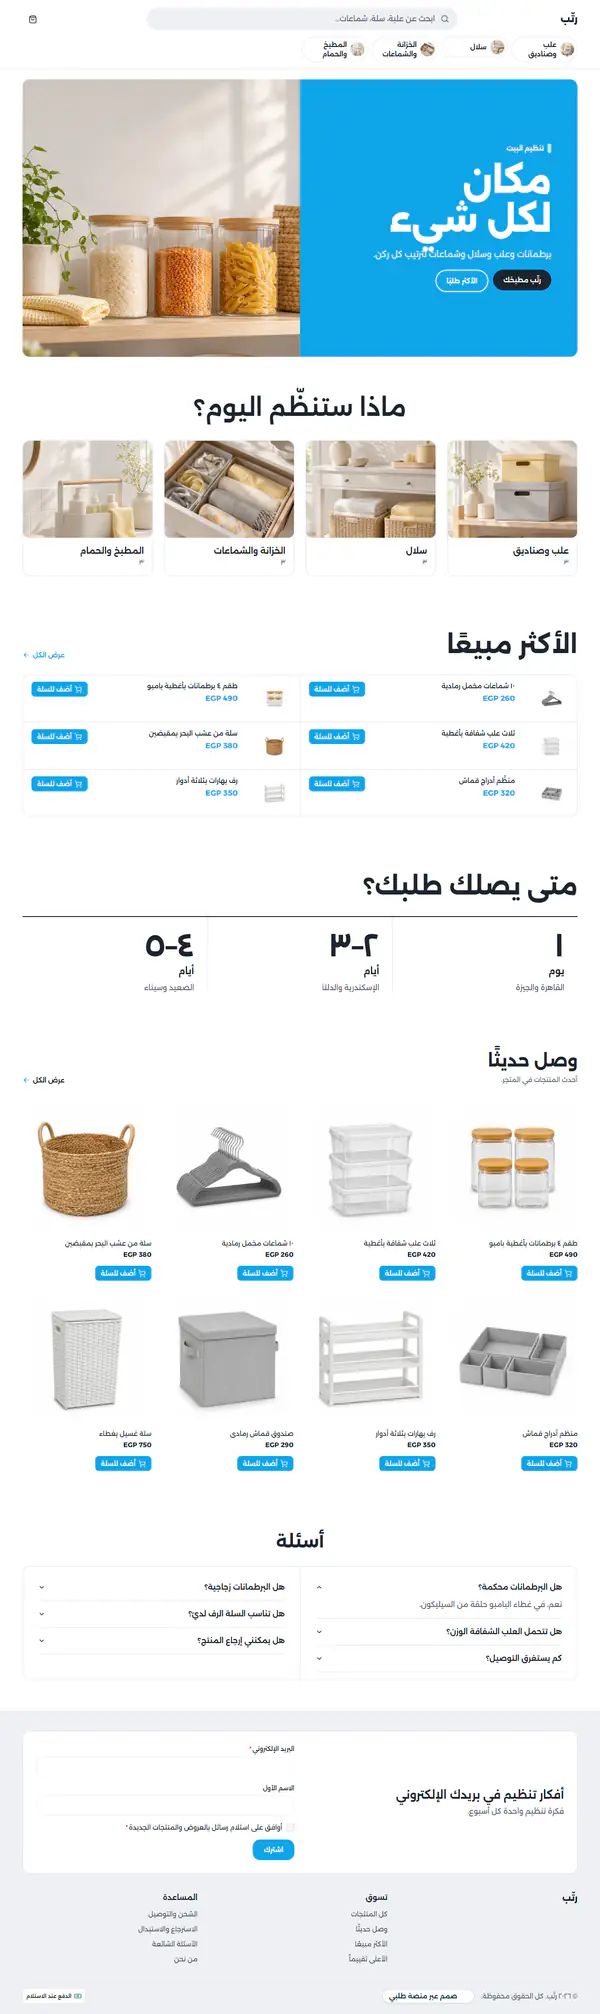 رتّب
ابحث عن علبة، سلة، شماعات...
علب
وصناديق
سلال
الخزانة
والشماعات
المطبخ
والحمام
تنظيم البيت
مكان
لكل شيء
برطمانات وعلب وسلال وشماعات لترتيب كل ركن.
رتّب مطبخك
الأكثر طلبًا
ماذا ستنظّم اليوم؟
علب وصناديق
٣
سلال
٣
الخزانة والشماعات
٣
المطبخ والحمام
٣
الأكثر مبيعًا
عرض الكل ←
١٠ شماعات مخمل رمادية
EGP 260
أضف للسلة
طقم ٤ برطمانات بأغطية بامبو
EGP 490
أضف للسلة
ثلاث علب شفافة بأغطية
EGP 420
أضف للسلة
سلة من عشب البحر بمقبضين
EGP 380
أضف للسلة
منظّم أدراج قماش
EGP 320
أضف للسلة
رف بهارات بثلاثة أدوار
EGP 350
أضف للسلة
متى يصلك طلبك؟
١
يوم
القاهرة والجيزة
٢–٣
أيام
الإسكندرية والدلتا
٤–٥
أيام
الصعيد وسيناء
وصل حديثًا
أحدث المنتجات في المتجر.
عرض الكل ←
طقم ٤ برطمانات بأغطية بامبو
EGP 490
أضف للسلة
ثلاث علب شفافة بأغطية
EGP 420
أضف للسلة
١٠ شماعات مخمل رمادية
EGP 260
أضف للسلة
سلة من عشب البحر بمقبضين
EGP 380
أضف للسلة
منظم أدراج قماش
EGP 320
أضف للسلة
رف بهارات بثلاثة أدوار
EGP 350
أضف للسلة
صندوق قماش رمادي
EGP 290
أضف للسلة
سلة غسيل بغطاء
EGP 750
أضف للسلة
أسئلة
هل البرطمانات محكمة؟
نعم، في غطاء البامبو حلقة من السيليكون.
هل تتحمل العلب الشفافة الوزن؟
كم يستغرق التوصيل؟
هل البرطمانات زجاجية؟
هل تناسب السلة الرف لدي؟
هل يمكنني إرجاع المنتج؟
أفكار تنظيم في بريدك الإلكتروني
فكرة تنظيم واحدة كل أسبوع.
البريد الإلكتروني *
الاسم الأول
أوافق على استلام رسائل بالعروض والمنتجات الجديدة *
اشترك
رتّب
تسوق
كل المنتجات
وصل حديثًا
الأكثر مبيعًا
الأعلى تقييماً
المساعدة
الشحن والتوصيل
الاسترجاع والاستبدال
الأسئلة الشائعة
من نحن
© ٢٠٢٦ رتّب. كل الحقوق محفوظة.
صمم عبر منصة طلبي
الدفع عند الاستلام